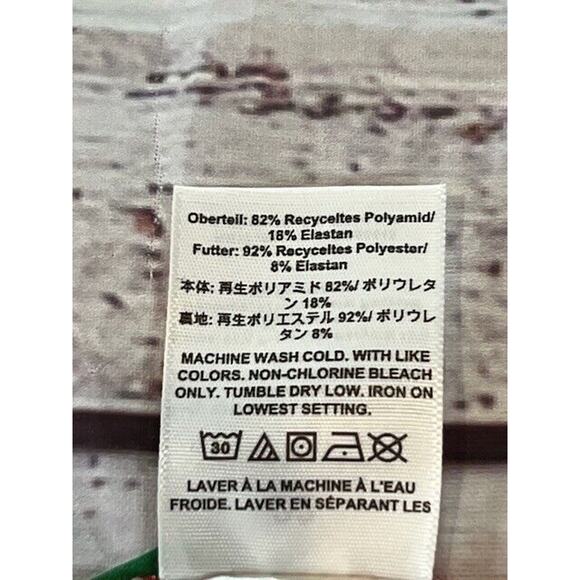 Oberteil: 82% Recyceltes Polyamid/
18% Elastan
Futter: 92% Recyceltes Polyester/
8% Elastan
本体: 再生ポリアミド 82%/ ポリウレタ
ン 18%
裏地: 再生ポリエステル 92%/ ポリウレ
タン 8%
MACHINE WASH COLD. WITH LIKE
COLORS. NON-CHLORINE BLEACH
ONLY. TUMBLE DRY LOW. IRON ON
LOWEST SETTING.
30
LAVER À LA MACHINE À L'EAU
FROIDE. LAVER EN SÉPARANT LES